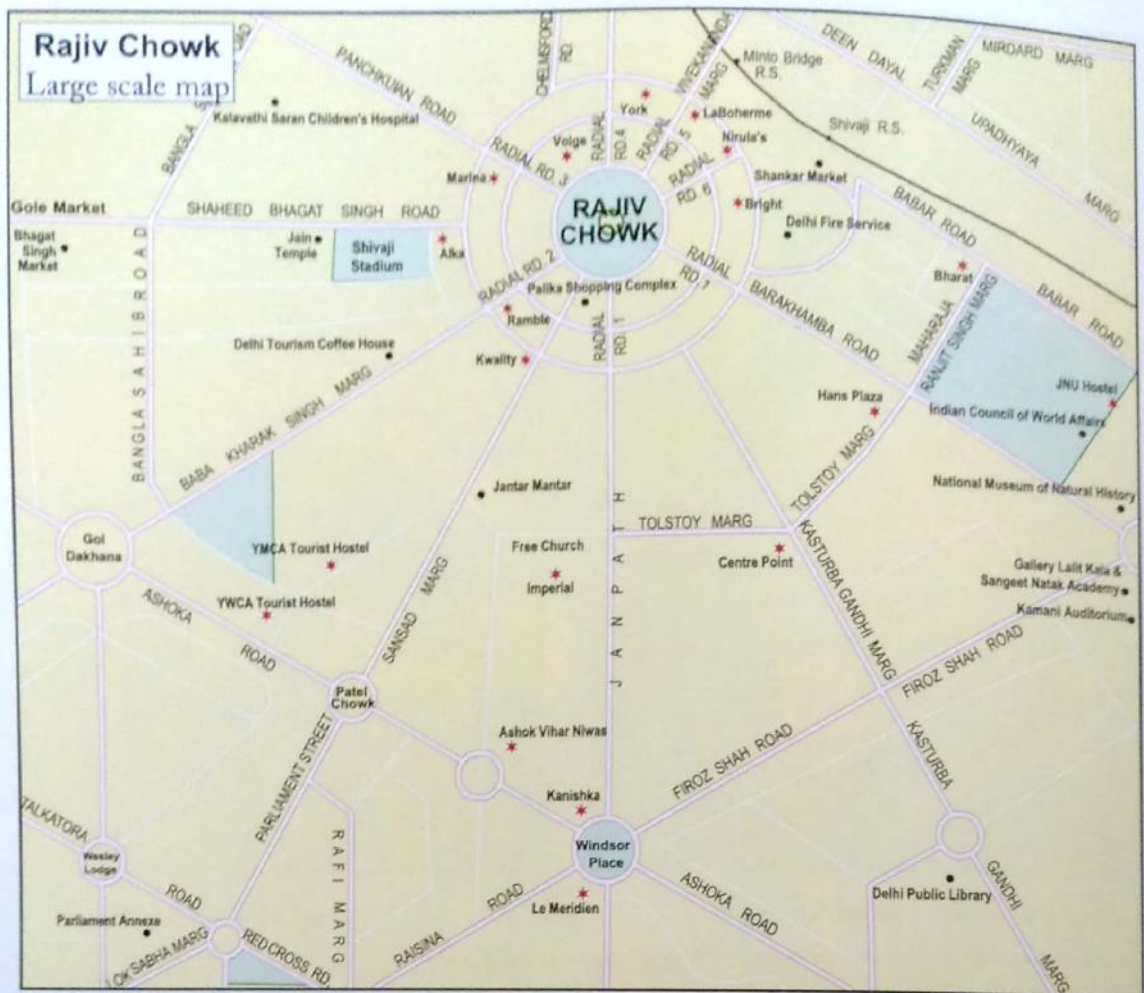 Rajiv Chowk
Large scale map
PANCHKUIAN ROAD
CHELMSFORD RD.
VIVEKANANDA MARG
Minto Bridge R.S.
DEEN DAYAL UPADHYAYA MARG
TURKMAN MARG
MIRDARD MARG
Kalavathi Saran Children's Hospital
BANGLA
York
LaBoherme
Nirula's
Shivaji R.S.
Volge
RADIAL RD.4
RADIAL RD. 5
RADIAL RD. 6
RADIAL RD. 3
Marina
Shankar Market
Gole Market
SHAHEED BHAGAT SINGH ROAD
RAJIV
CHOWK
Bright
Delhi Fire Service
BABAR ROAD
Bhagat
Singh
Market
Jain
Temple
Shivaji
Stadium
Alka
RADIAL RD. 2
RADIAL RD. 7
Bharat
BABAR ROAD
BANGLA SAHIB ROAD
Palika Shopping Complex
BARAKHAMBA ROAD
MAHARAJA
RANJIT SINGH MARG
Ramble
RADIAL RD. 1
Delhi Tourism Coffee House
Kwality
Hans Plaza
JNU Hostel
Indian Council of World Affairs
BABA KHARAK SINGH MARG
Jantar Mantar
TOLSTOY MARG
National Museum of Natural History
TOLSTOY MARG
Gol
Dakhana
YMCA Tourist Hostel
Free Church
Imperial
Centre Point
Gallery Lalit Kala &
Sangeet Natak Academy
YWCA Tourist Hostel
Kamani Auditorium
ASHOKA ROAD
SANSAD MARG
JANPATH
KASTURBA GANDHI MARG
FIROZ SHAH ROAD
Patel
Chowk
Ashok Vihar Niwas
PARLIAMENT STREET
FIROZ SHAH ROAD
KASTURBA GANDHI MARG
Kanishka
TALKATORA ROAD
Wesley
Lodge
RAFI MARG
Windsor
Place
Delhi Public Library
Le Meridien
ASHOKA ROAD
RAISINA ROAD
Parliament Annexe
LOK SABHA MARG
RED CROSS RD.